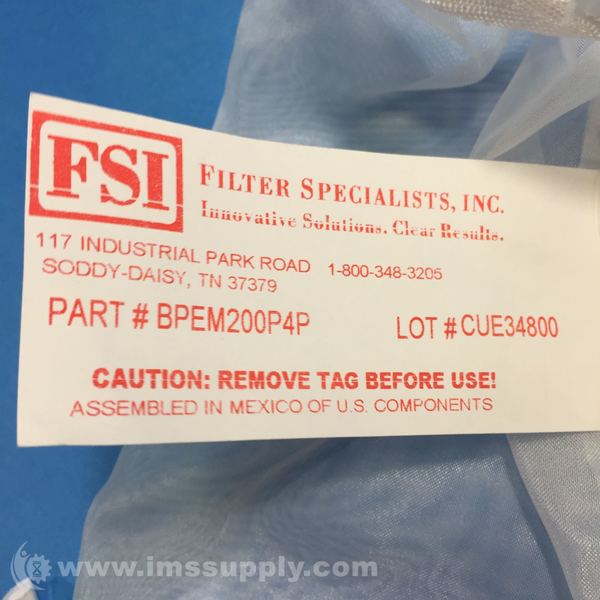 FSI
FILTER SPECIALISTS, INC.
Innovative Solutions. Clear Results.
117 INDUSTRIAL PARK ROAD 1-800-348-3205
SODDY-DAISY, TN 37379
PART # BPEM200P4P LOT # CUE34800
CAUTION: REMOVE TAG BEFORE USE!
ASSEMBLED IN MEXICO OF U.S. COMPONENTS
www.imssupply.com